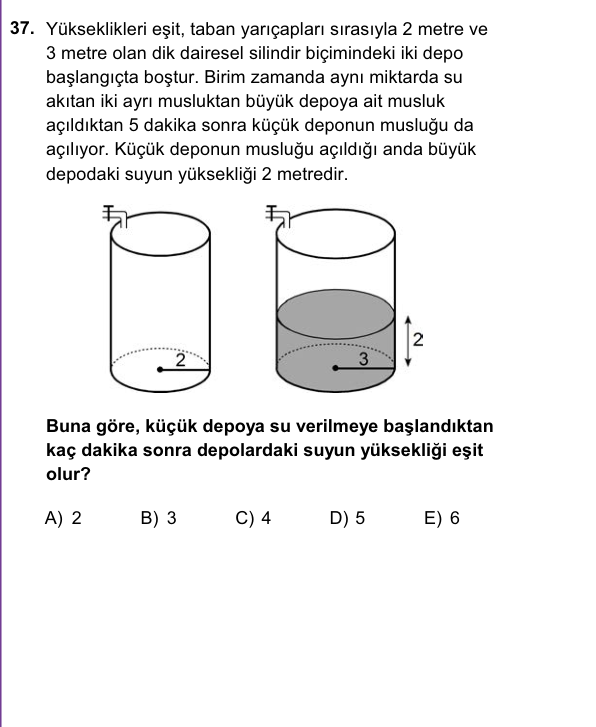 37. Yükseklikleri eşit, taban yarıçapları sırasıyla 2 metre ve
3 metre olan dik dairesel silindir biçimindeki iki depo
başlangıçta boştur. Birim zamanda aynı miktarda su
akıtan iki ayrı musluktan büyük depoya ait musluk
açıldıktan 5 dakika sonra küçük deponun musluğu da
açılıyor. Küçük deponun musluğu açıldığı anda büyük
depodaki suyun yüksekliği 2 metredir.
2
3
2
Buna göre, küçük depoya su verilmeye başlandıktan
kaç dakika sonra depolardaki suyun yüksekliği eşit
olur?
A) 2 B) 3 C) 4 D) 5 E) 6